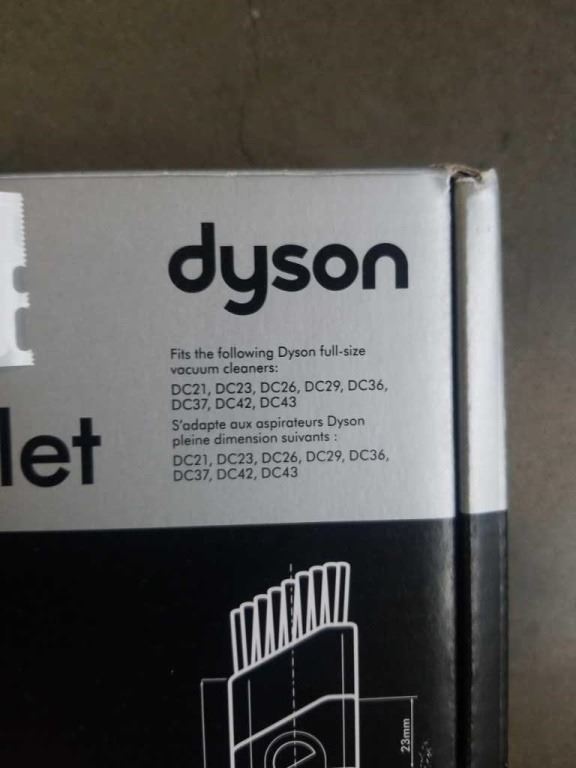 dyson
Fits the following Dyson full-size
vacuum cleaners:
DC21, DC23, DC26, DC29, DC36,
DC37, DC42, DC43
S'adapte aux aspirateurs Dyson
pleine dimension suivants :
DC21, DC23, DC26, DC29, DC36,
DC37, DC42, DC43
let
23mm